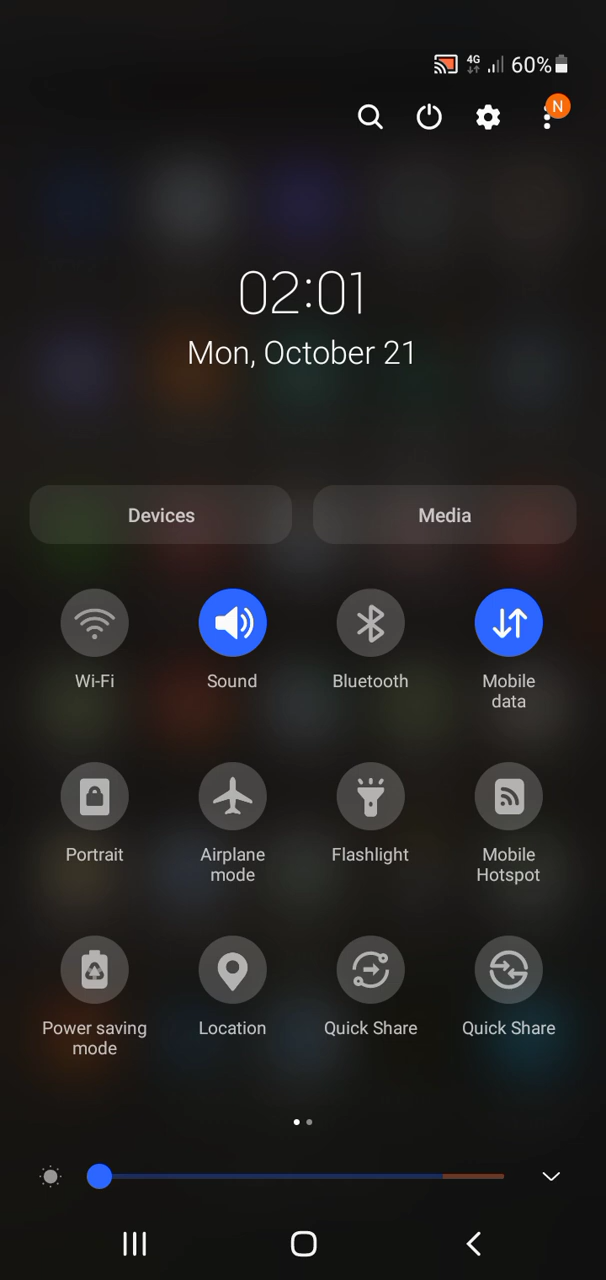 4G 60%
N
02:01
Mon, October 21
Devices Media
Wi-Fi Sound Bluetooth Mobile
data
Portrait Airplane Flashlight Mobile
mode Hotspot
Power saving Location Quick Share Quick Share
mode